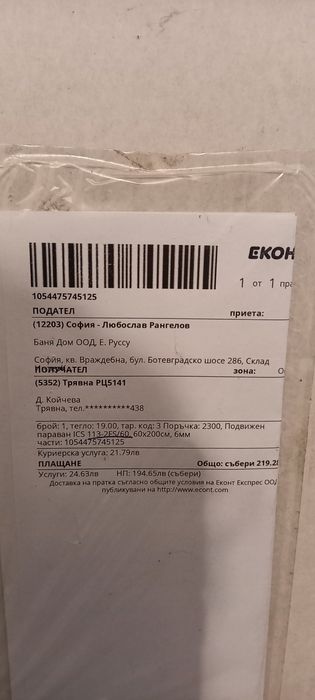 ЕКОНТ
1 от 1 пра
1054475745125
ПОДАТЕЛ приета:
(12203) София - Любослав Рангелов
Баня Дом ООД, Е. Руссу
София, кв. Враждебна, бул. Ботевградско шосе 286, Склад
ПОЛУЧАТЕЛ зона:
(5352) Трявна РЦ5141
Д. Койчева
Трявна, тел.**********438
брой: 1, тегло: 19.00, тар. код: 3 Поръчка: 2300, Подвижен
параван ICS 113-2FS/60, 60x200см, 6мм
части: 1054475745125
Куриерска услуга: 21.79лв
ПЛАЩАНЕ Общо: събери 219.28
Услуги: 24.63лв НП: 194.65лв (събери)
Доставка на пратка съгласно общите условия на Еконт Експрес ООД,
публикувани на http://www.econt.com